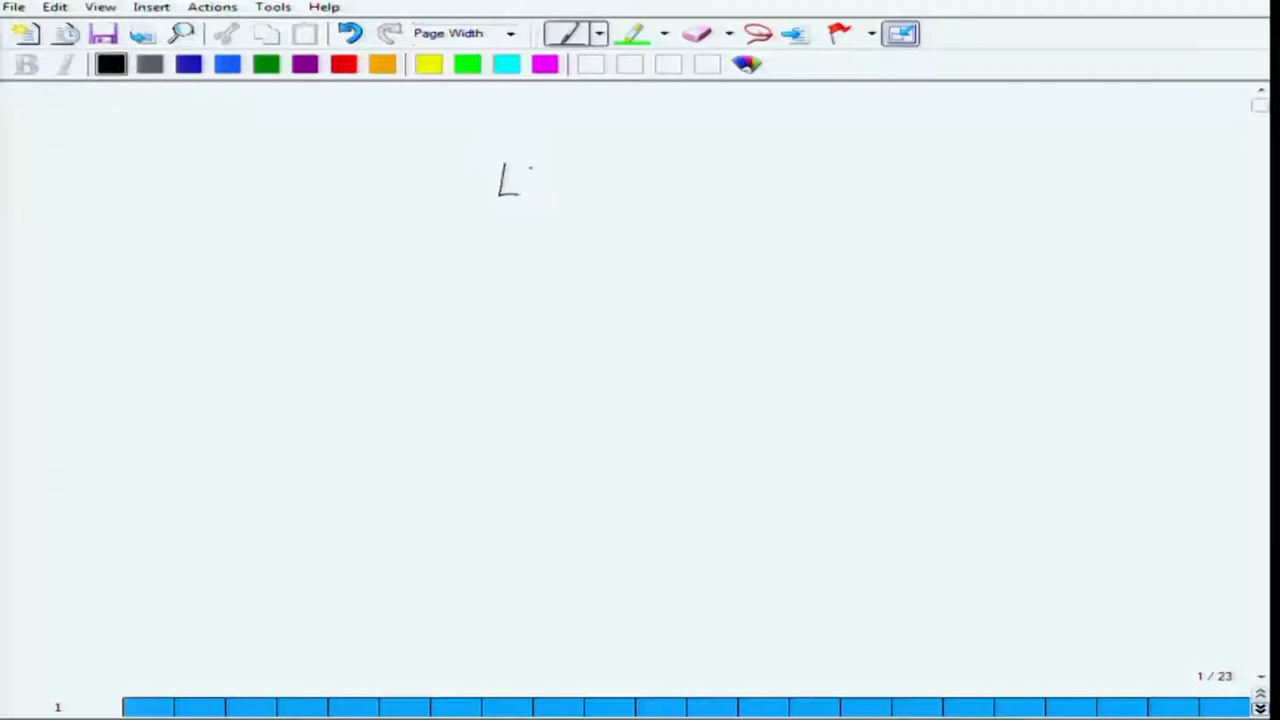 File Edit View Insert Actions Tools Help
Page Width
B I
L
1 / 23
1